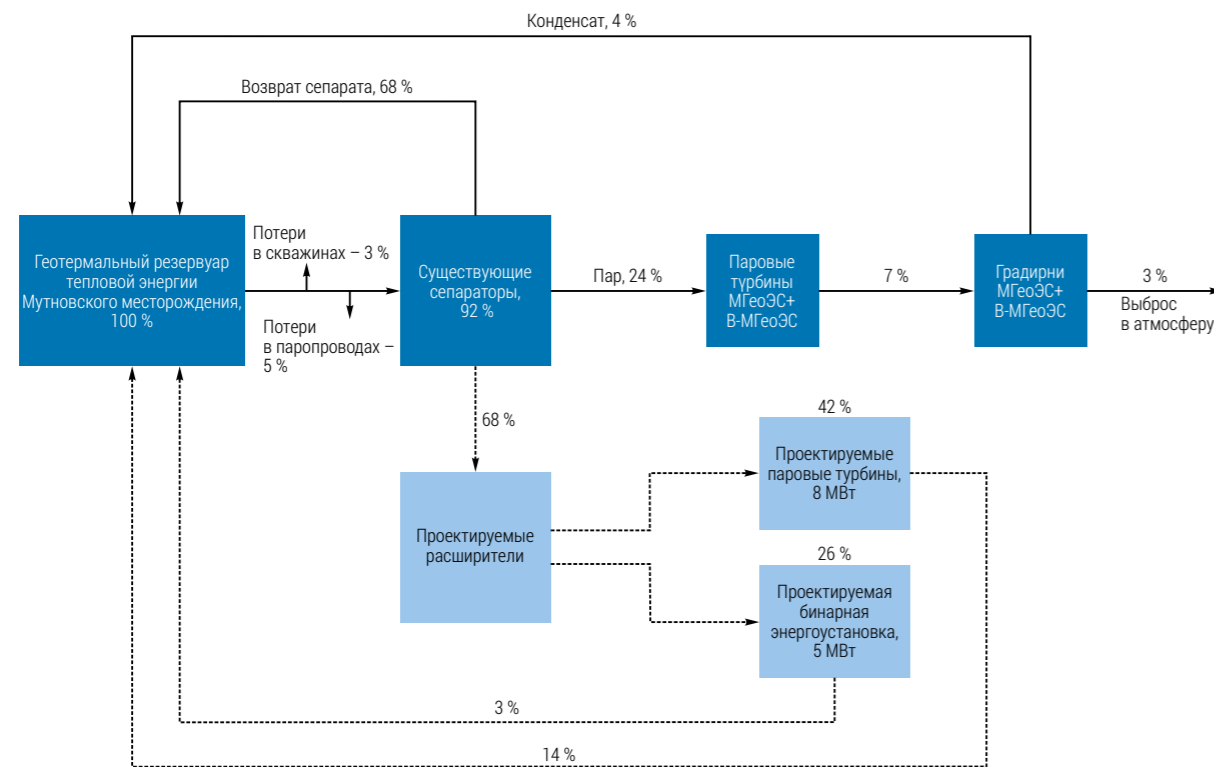 Конденсат, 4 %
Возврат сепарата, 68 %
Геотермальный резервуар
тепловой энергии
Мутновского месторождения,
100 %
Потери
в скважинах – 3 %
Потери
в паропроводах –
5 %
Существующие
сепараторы,
92 %
Пар, 24 %
Паровые
турбины
МГеоЭС+
В-МГеоЭС
7 %
Градирни
МГеоЭС+
В-МГеоЭС
3 %
Выброс
в атмосферу
68 %
Проектируемые
расширители
42 %
Проектируемые
паровые турбины,
8 МВт
26 %
Проектируемая
бинарная
энергоустановка,
5 МВт
3 %
14 %